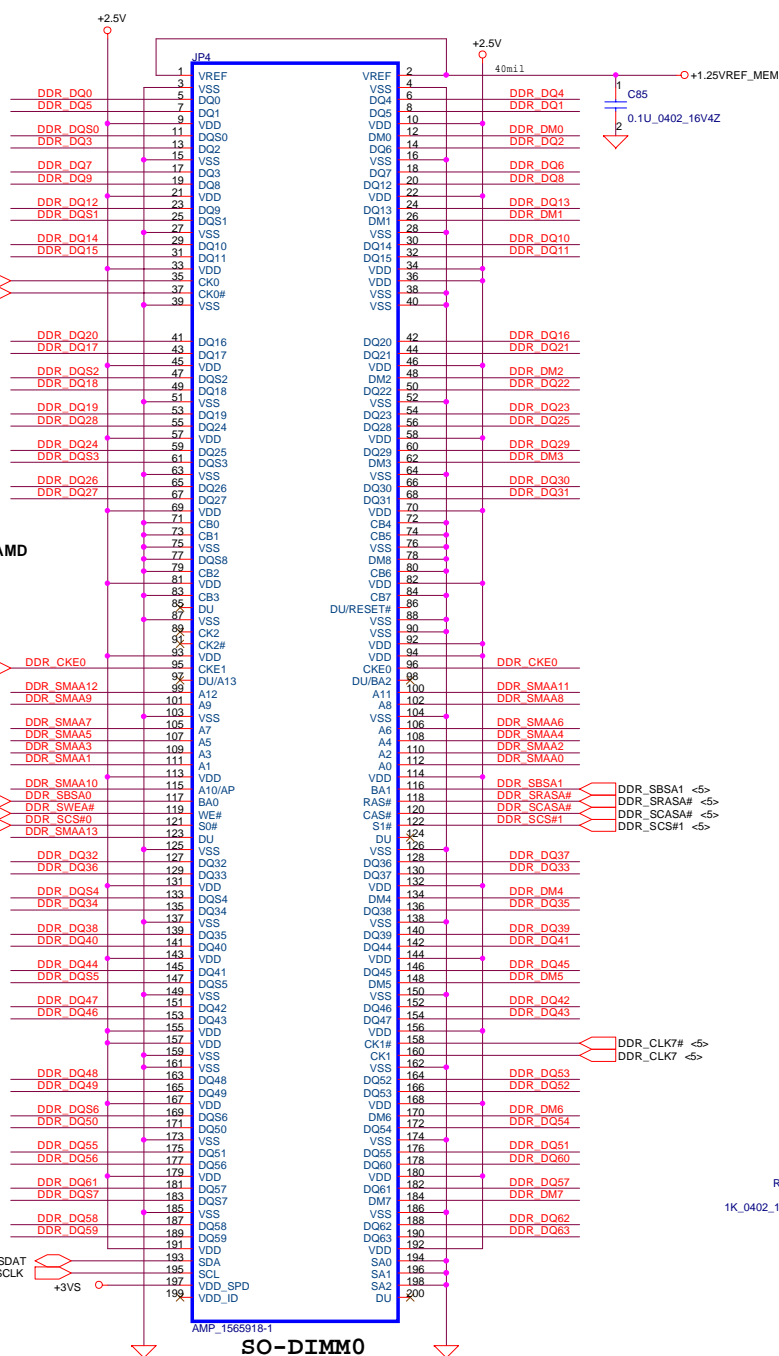 +2.5V
+2.5V
JP4
1 VREF VREF 2 40mil +1.25VREF_MEM
3 VSS VSS 4 1 C85
DDR_DQ0 5 DQ0 DQ4 6 DDR_DQ4
DDR_DQ5 7 DQ1 DQ5 8 DDR_DQ1 0.1U_0402_16V4Z
9 VDD VDD 10 2
DDR_DQS0 11 DQS0 DM0 12 DDR_DM0
DDR_DQ3 13 DQ2 DQ6 14 DDR_DQ2
15 VSS VSS 16
DDR_DQ7 17 DQ3 DQ7 18 DDR_DQ6
DDR_DQ9 19 DQ8 DQ12 20 DDR_DQ8
21 VDD VDD 22
DDR_DQ12 23 DQ9 DQ13 24 DDR_DQ13
DDR_DQS1 25 DQS1 DM1 26 DDR_DM1
27 VSS VSS 28
DDR_DQ14 29 DQ10 DQ14 30 DDR_DQ10
DDR_DQ15 31 DQ11 DQ15 32 DDR_DQ11
33 VDD VDD 34
35 CK0 VDD 36
37 CK0# VSS 38
39 VSS VSS 40
DDR_DQ20 41 DQ16 DQ20 42 DDR_DQ16
DDR_DQ17 43 DQ17 DQ21 44 DDR_DQ21
45 VDD VDD 46
DDR_DQS2 47 DQS2 DM2 48 DDR_DM2
DDR_DQ18 49 DQ18 DQ22 50 DDR_DQ22
51 VSS VSS 52
DDR_DQ19 53 DQ19 DQ23 54 DDR_DQ23
DDR_DQ28 55 DQ24 DQ28 56 DDR_DQ25
57 VDD VDD 58
DDR_DQ24 59 DQ25 DQ29 60 DDR_DQ29
DDR_DQS3 61 DQS3 DM3 62 DDR_DM3
63 VSS VSS 64
DDR_DQ26 65 DQ26 DQ30 66 DDR_DQ30
DDR_DQ27 67 DQ27 DQ31 68 DDR_DQ31
69 VDD VDD 70
71 CB0 CB4 72
73 CB1 CB5 74
75 VSS VSS 76
AMD
77 DQS8 DM8 78
79 CB2 CB6 80
81 VDD VDD 82
83 CB3 CB7 84
85 DU DU/RESET# 86
87 VSS VSS 88
89 CK2 VSS 90
91 CK2# VDD 92
93 VDD VDD 94
DDR_CKE0 95 CKE1 CKE0 96 DDR_CKE0
97 DU/A13 DU/BA2 98
DDR_SMAA12 99 A12 A11 100 DDR_SMAA11
DDR_SMAA9 101 A9 A8 102 DDR_SMAA8
103 VSS VSS 104
DDR_SMAA7 105 A7 A6 106 DDR_SMAA6
DDR_SMAA5 107 A5 A4 108 DDR_SMAA4
DDR_SMAA3 109 A3 A2 110 DDR_SMAA2
DDR_SMAA1 111 A1 A0 112 DDR_SMAA0
113 VDD VDD 114
DDR_SMAA10 115 A10/AP BA1 116 DDR_SBSA1 DDR_SBSA1 <5>
DDR_SBSA0 117 BA0 RAS# 118 DDR_SRASA# DDR_SRASA# <5>
DDR_SWEA# 119 WE# CAS# 120 DDR_SCASA# DDR_SCASA# <5>
DDR_SCS#0 121 S0# S1# 122 DDR_SCS#1 DDR_SCS#1 <5>
DDR_SMAA13 123 DU DU 124
125 VSS VSS 126
DDR_DQ32 127 DQ32 DQ36 128 DDR_DQ37
DDR_DQ36 129 DQ33 DQ37 130 DDR_DQ33
131 VDD VDD 132
DDR_DQS4 133 DQS4 DM4 134 DDR_DM4
DDR_DQ34 135 DQ34 DQ38 136 DDR_DQ35
137 VSS VSS 138
DDR_DQ38 139 DQ35 DQ39 140 DDR_DQ39
DDR_DQ40 141 DQ40 DQ44 142 DDR_DQ41
143 VDD VDD 144
DDR_DQ44 145 DQ41 DQ45 146 DDR_DQ45
DDR_DQS5 147 DQS5 DM5 148 DDR_DM5
149 VSS VSS 150
DDR_DQ47 151 DQ42 DQ46 152 DDR_DQ42
DDR_DQ46 153 DQ43 DQ47 154 DDR_DQ43
155 VDD VDD 156
157 VDD CK1# 158 DDR_CLK7# <5>
159 VSS CK1 160 DDR_CLK7 <5>
161 VSS VSS 162
DDR_DQ48 163 DQ48 DQ52 164 DDR_DQ53
DDR_DQ49 165 DQ49 DQ53 166 DDR_DQ52
167 VDD VDD 168
DDR_DQS6 169 DQS6 DM6 170 DDR_DM6
DDR_DQ50 171 DQ50 DQ54 172 DDR_DQ54
173 VSS VSS 174
DDR_DQ55 175 DQ51 DQ55 176 DDR_DQ51
DDR_DQ56 177 DQ56 DQ60 178 DDR_DQ60
179 VDD VDD 180
DDR_DQ61 181 DQ57 DQ61 182 DDR_DQ57 R
DDR_DQS7 183 DQS7 DM7 184 DDR_DM7
185 VSS VSS 186 1K_0402_1
DDR_DQ58 187 DQ58 DQ62 188 DDR_DQ62
DDR_DQ59 189 DQ59 DQ63 190 DDR_DQ63
191 VDD VDD 192
SDAT 193 SDA SA0 194
SCLK 195 SCL SA1 196
+3VS 197 VDD_SPD SA2 198
199 VDD_ID DU 200
AMP_1565918-1
SO-DIMM0